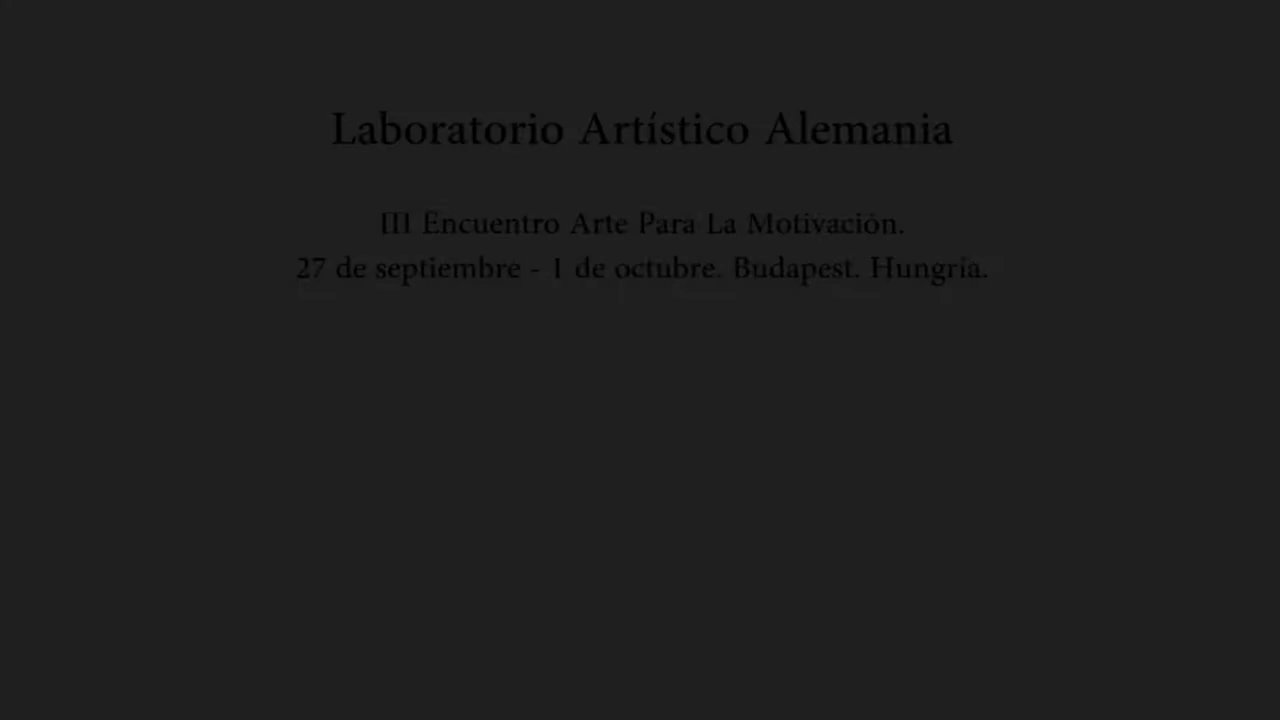 Laboratorio Artístico Alemania
III Encuentro Arte Para La Motivación.
27 de septiembre - 1 de octubre. Budapest. Hungría.